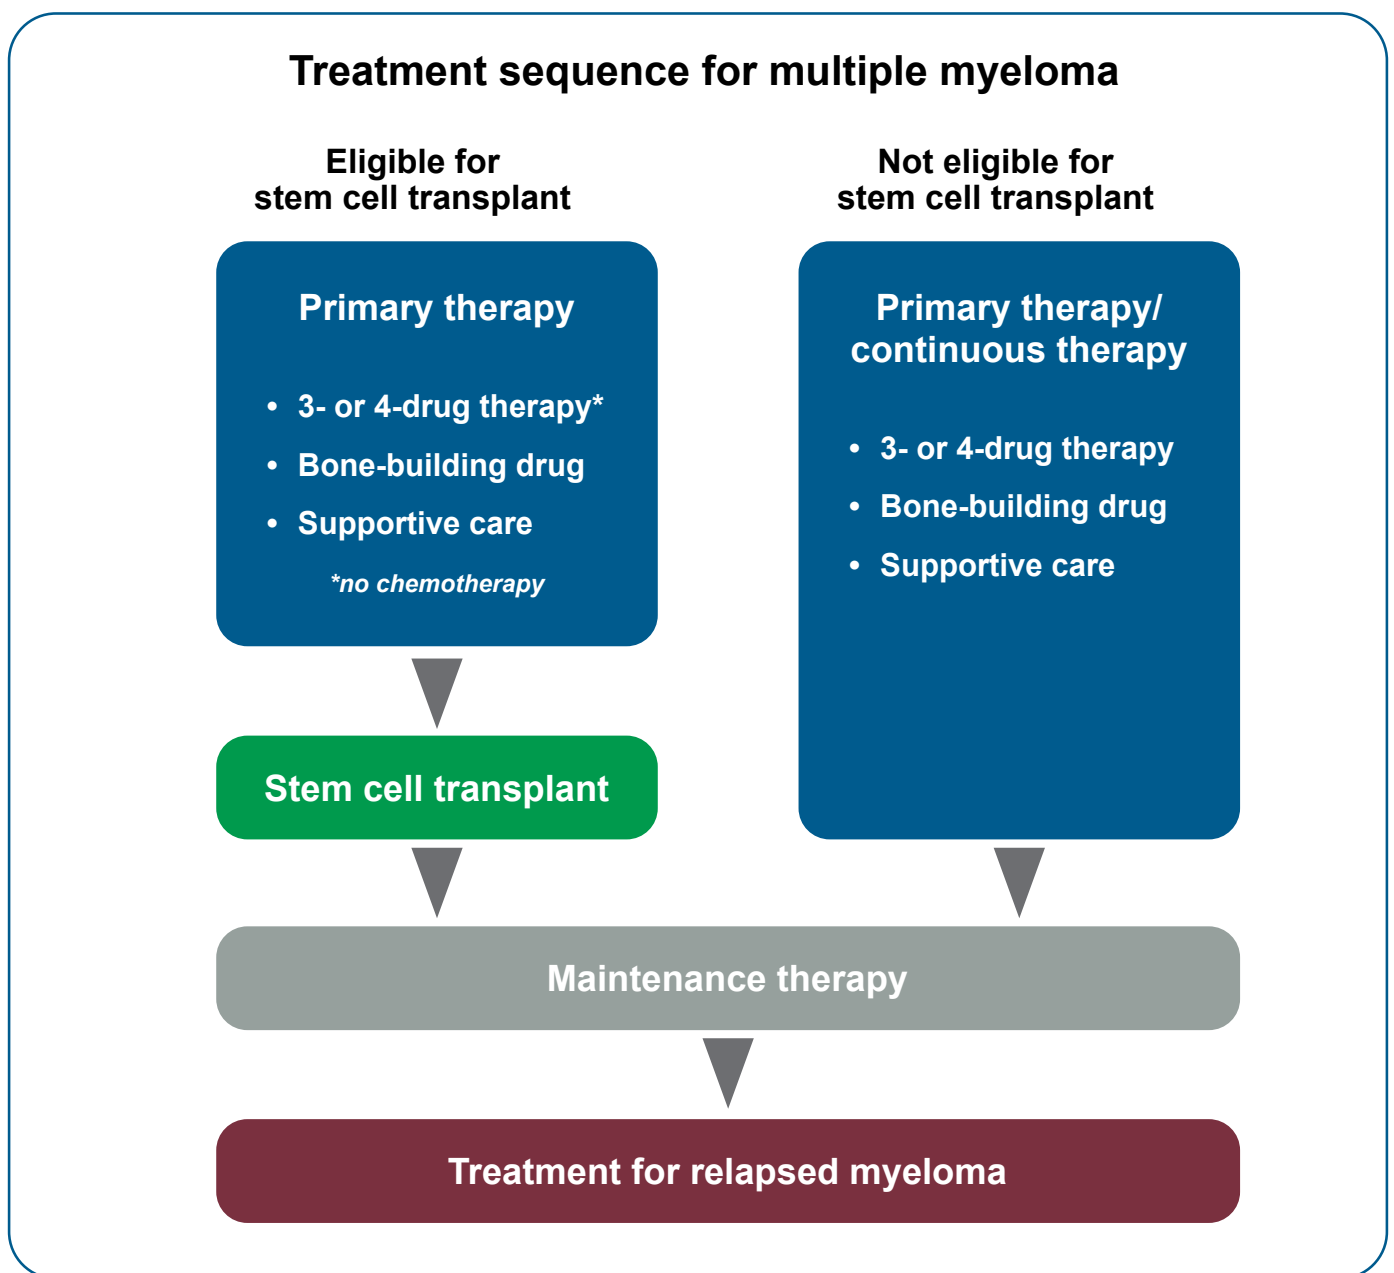 Treatment sequence for multiple myeloma
Eligible for
stem cell transplant
Primary therapy
• 3- or 4-drug therapy*
• Bone-building drug
• Supportive care
*no chemotherapy
Stem cell transplant
Not eligible for
stem cell transplant
Primary therapy/
continuous therapy
• 3- or 4-drug therapy
• Bone-building drug
• Supportive care
Maintenance therapy
Treatment for relapsed myeloma